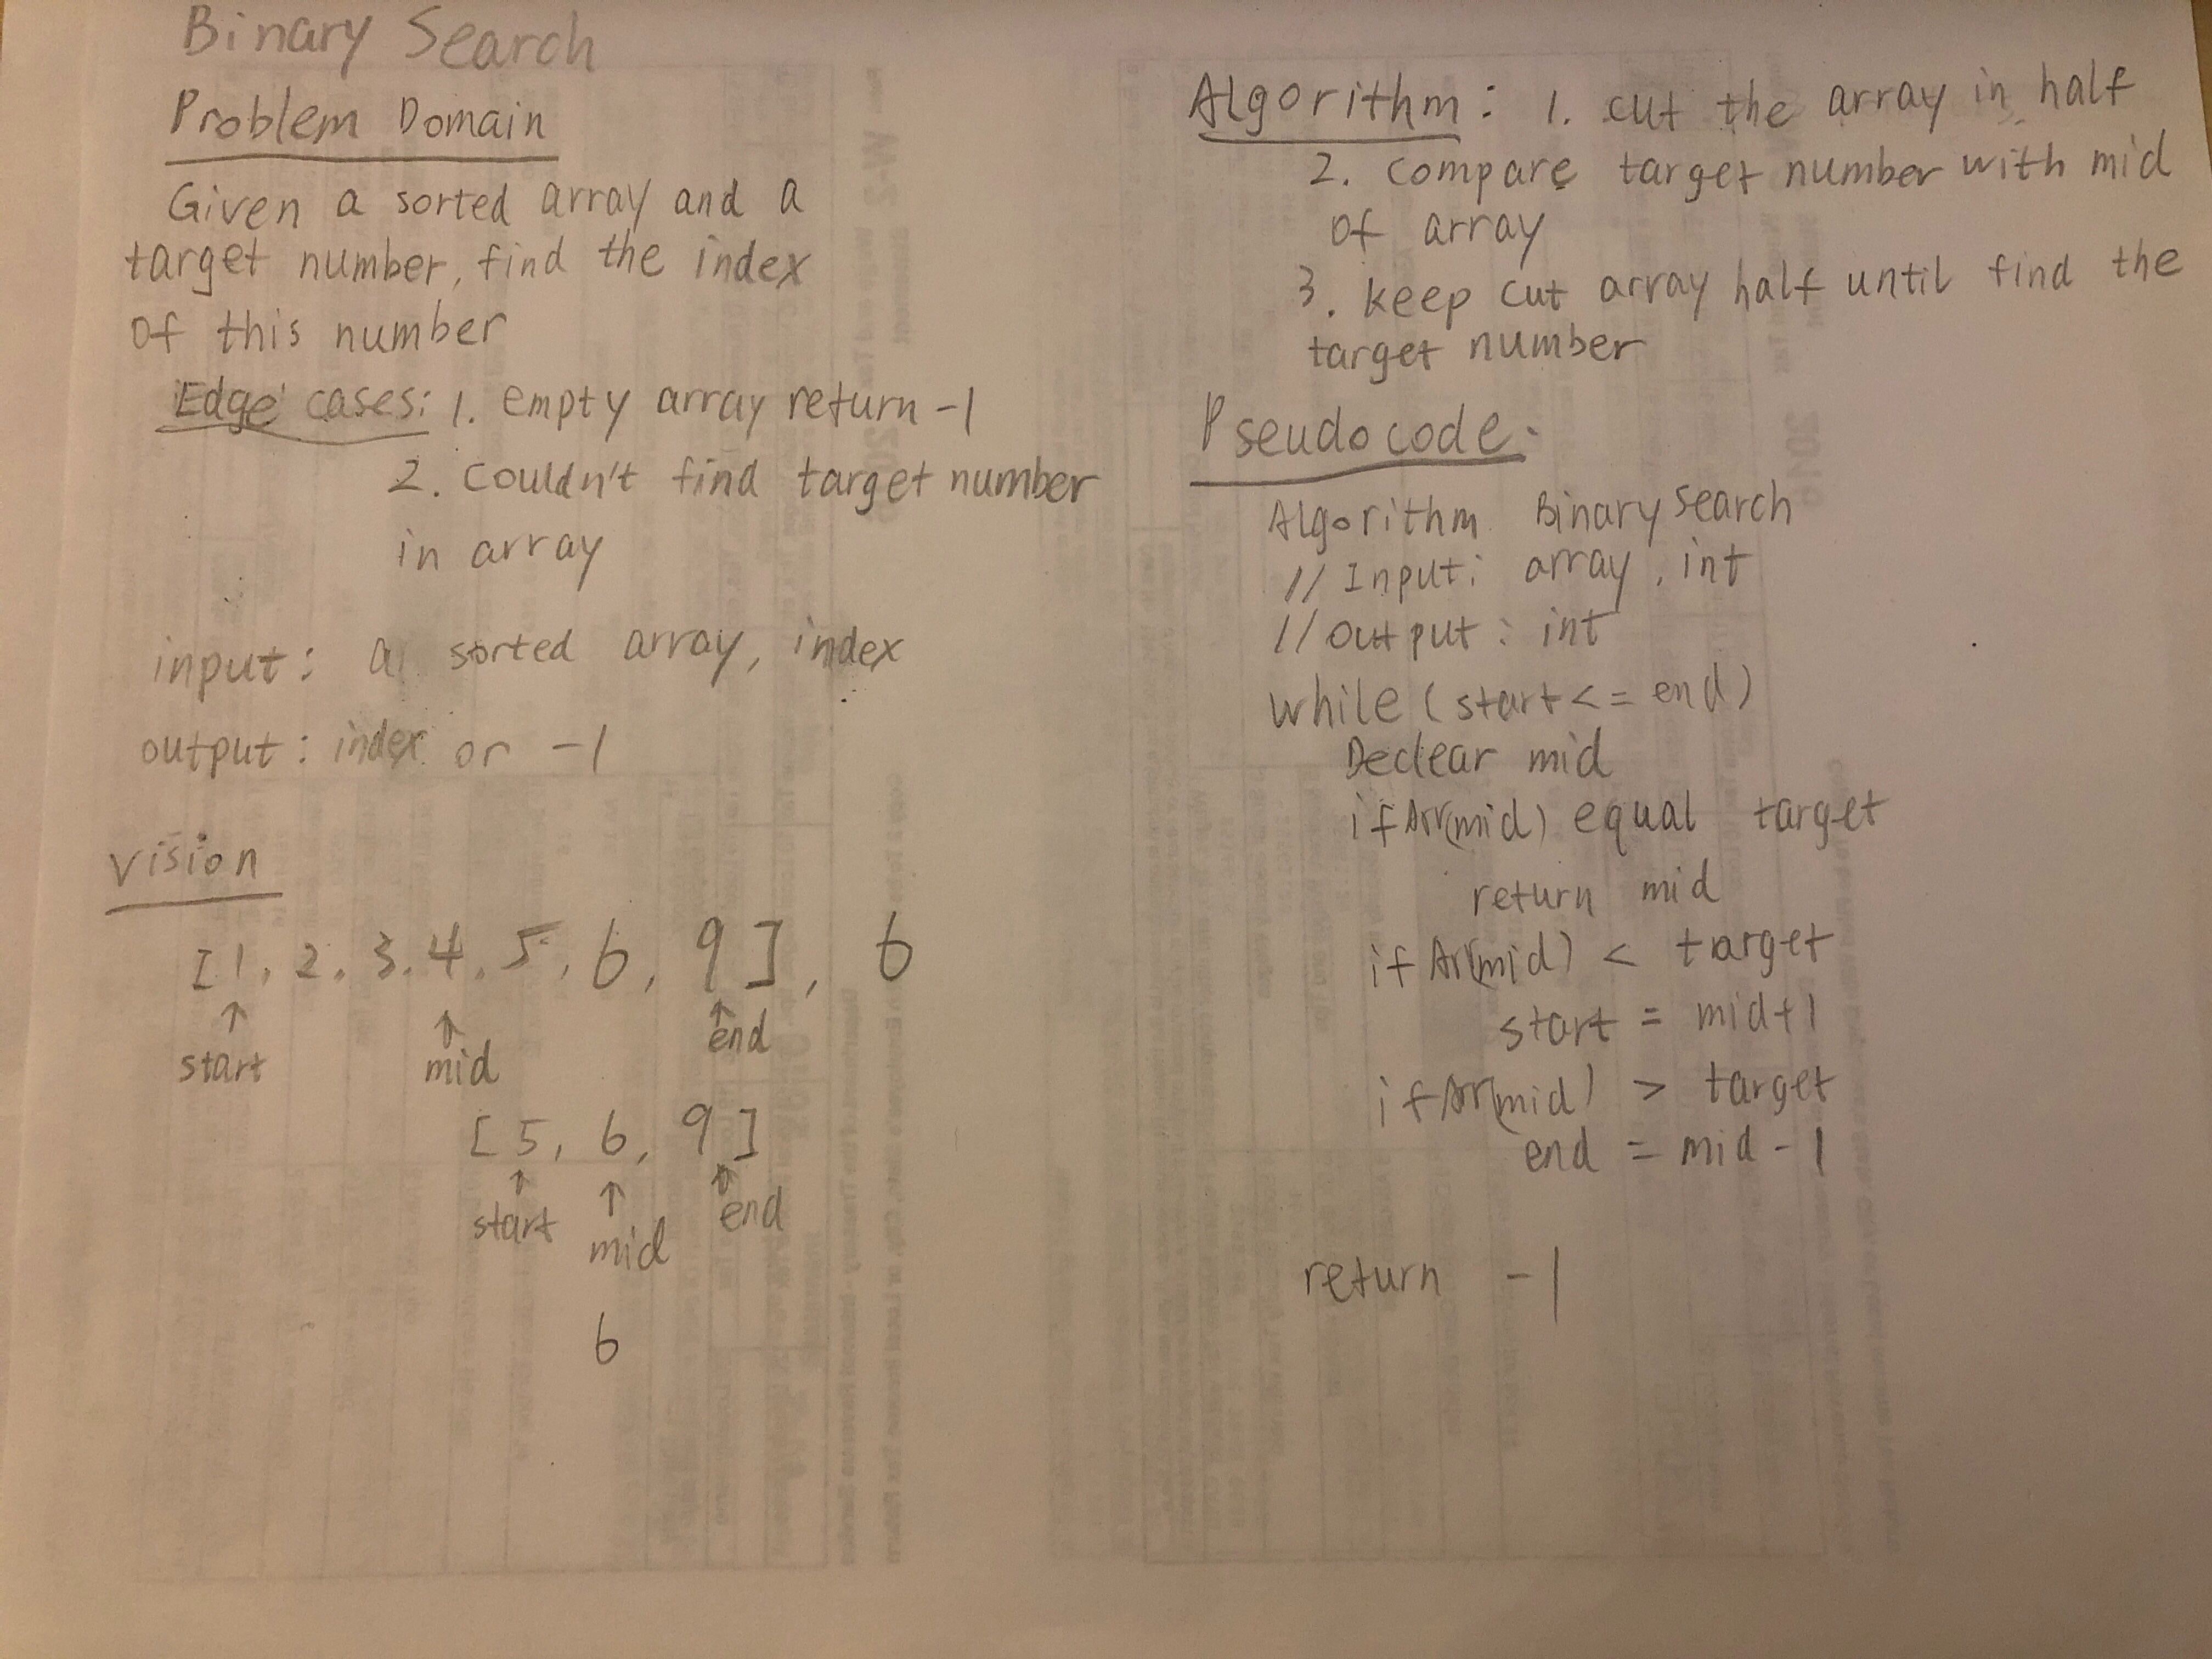 Binary Search
Problem Domain
Given a sorted array and a
target number, find the index
of this number
Edge cases: 1. empty array return -1
2. Couldn't find target number
in array
input: a sorted array, index
output: index or -1
Vision
[1, 2, 3, 4, 5, 6, 9], 6
start mid end
[5, 6, 9]
start mid end
6
Algorithm: 1. cut the array in half
2. compare target number with mid
of array
3. keep cut array half until find the
target number
Pseudocode:
Algorithm Binary Search
// Input: array, int
// Output: int
while (start <= end)
Declear mid
if Arr(mid) equal target
return mid
if Arr(mid) < target
start = mid+1
if Arr(mid) > target
end = mid-1
return -1